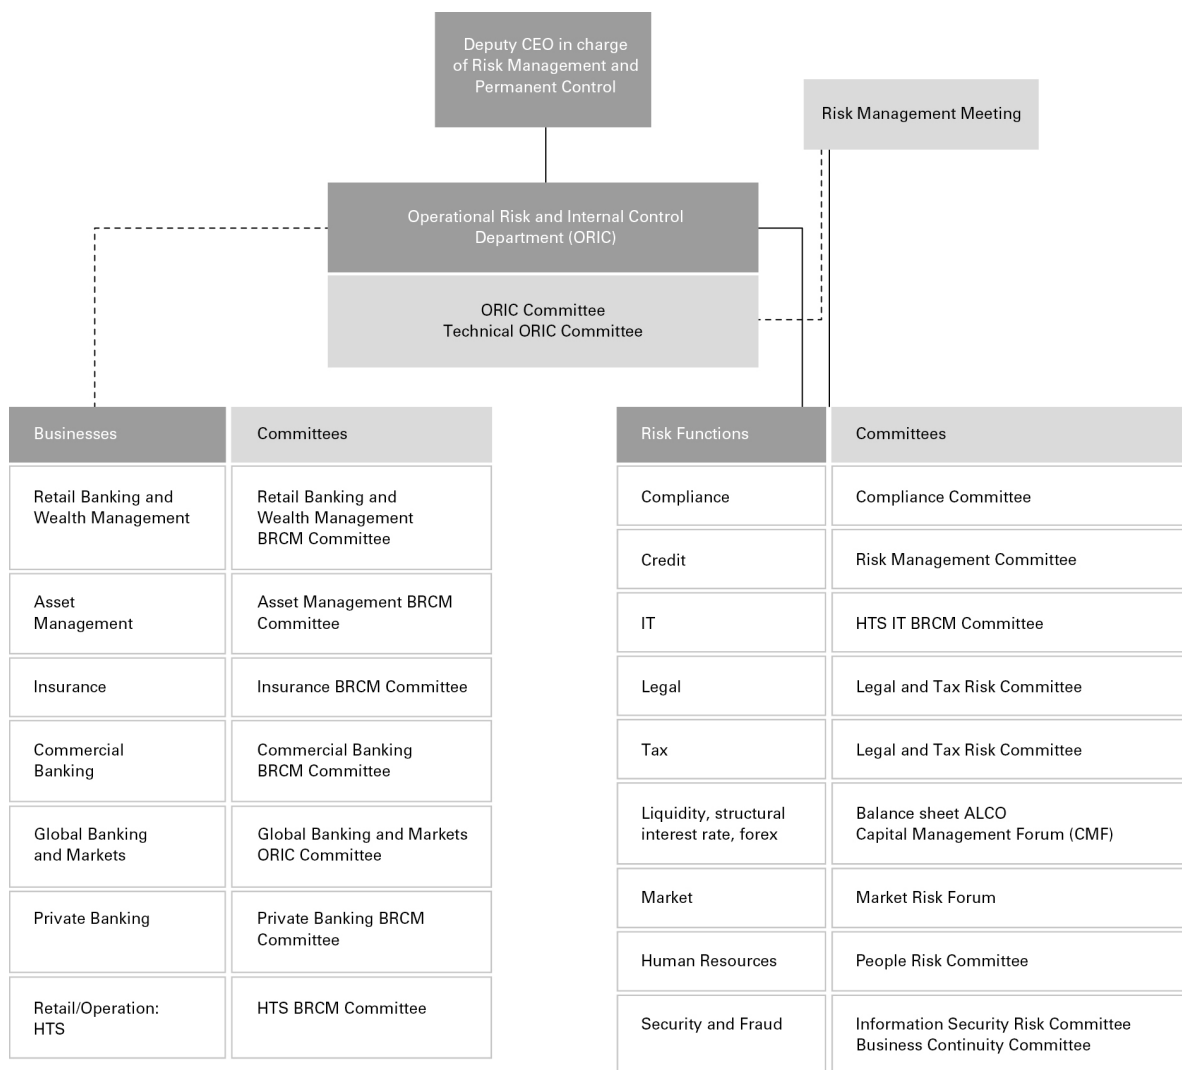 Deputy CEO in charge
of Risk Management and
Permanent Control
Risk Management Meeting
Operational Risk and Internal Control
Department (ORIC)
ORIC Committee
Technical ORIC Committee
Businesses
Committees
Retail Banking and
Wealth Management
Retail Banking and
Wealth Management
BRCM Committee
Asset
Management
Asset Management BRCM
Committee
Insurance
Insurance BRCM Committee
Commercial
Banking
Commercial Banking
BRCM Committee
Global Banking
and Markets
Global Banking and Markets
ORIC Committee
Private Banking
Private Banking BRCM
Committee
Retail/Operation:
HTS
HTS BRCM Committee
Risk Functions
Committees
Compliance
Compliance Committee
Credit
Risk Management Committee
IT
HTS IT BRCM Committee
Legal
Legal and Tax Risk Committee
Tax
Legal and Tax Risk Committee
Liquidity, structural
interest rate, forex
Balance sheet ALCO
Capital Management Forum (CMF)
Market
Market Risk Forum
Human Resources
People Risk Committee
Security and Fraud
Information Security Risk Committee
Business Continuity Committee